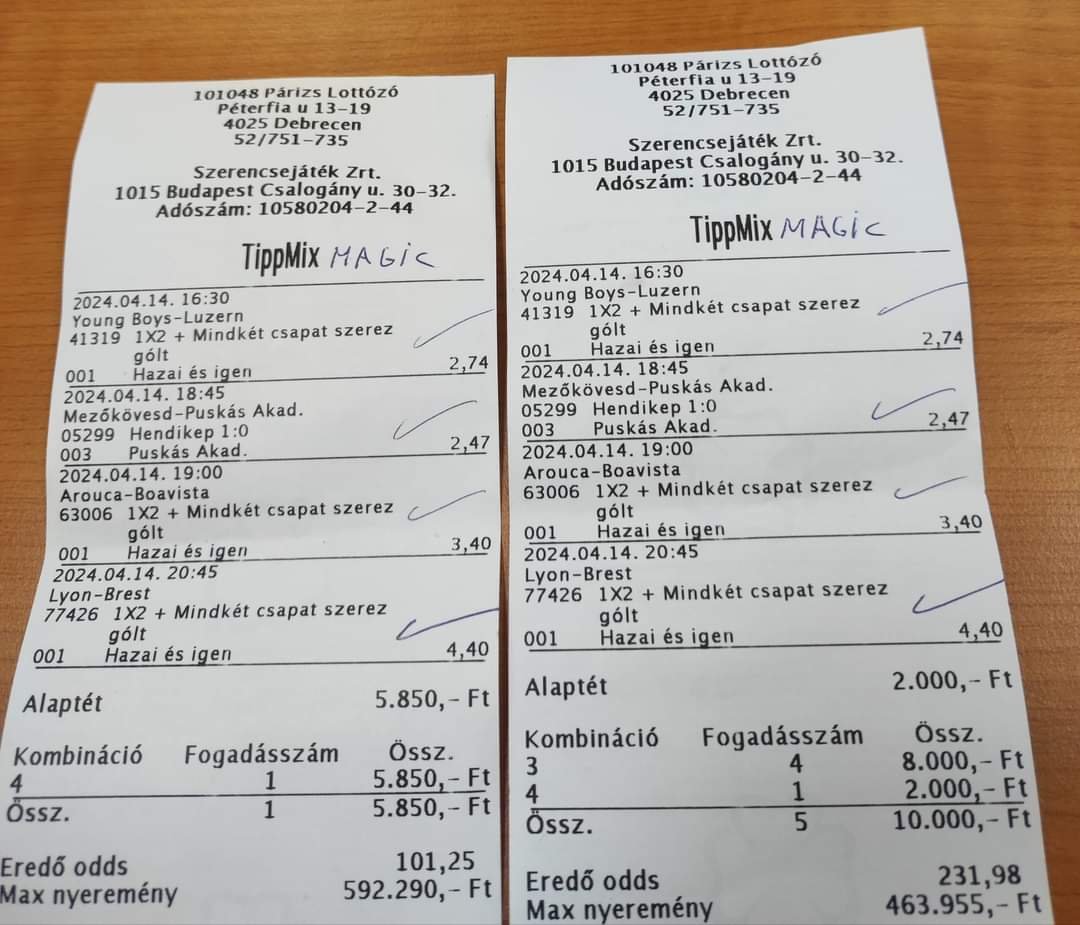 101048 Párizs Lottózó
Péterfia u 13-19
4025 Debrecen
52/751-735
Szerencsejáték Zrt.
1015 Budapest Csalogány u. 30-32.
Adószám: 10580204-2-44
TippMix MAGIC
2024.04.14. 16:30
Young Boys-Luzern
41319 1X2 + Mindkét csapat szerez
gólt
001 Hazai és igen 2,74
2024.04.14. 18:45
Mezőkövesd-Puskás Akad.
05299 Hendikep 1:0
003 Puskás Akad. 2,47
2024.04.14. 19:00
Arouca-Boavista
63006 1X2 + Mindkét csapat szerez
gólt
001 Hazai és igen 3,40
2024.04.14. 20:45
Lyon-Brest
77426 1X2 + Mindkét csapat szerez
gólt
001 Hazai és igen 4,40
Alaptét 5.850,- Ft
Kombináció Fogadásszám Össz.
4 1 5.850,- Ft
Össz. 1 5.850,- Ft
Eredő odds 101,25
Max nyeremény 592.290,- Ft
101048 Párizs Lottózó
Péterfia u 13-19
4025 Debrecen
52/751-735
Szerencsejáték Zrt.
1015 Budapest Csalogány u. 30-32.
Adószám: 10580204-2-44
TippMix MAGIC
2024.04.14. 16:30
Young Boys-Luzern
41319 1X2 + Mindkét csapat szerez
gólt
001 Hazai és igen 2,74
2024.04.14. 18:45
Mezőkövesd-Puskás Akad.
05299 Hendikep 1:0
003 Puskás Akad. 2,47
2024.04.14. 19:00
Arouca-Boavista
63006 1X2 + Mindkét csapat szerez
gólt
001 Hazai és igen 3,40
2024.04.14. 20:45
Lyon-Brest
77426 1X2 + Mindkét csapat szerez
gólt
001 Hazai és igen 4,40
Alaptét 2.000,- Ft
Kombináció Fogadásszám Össz.
3 4 8.000,- Ft
4 1 2.000,- Ft
Össz. 5 10.000,- Ft
Eredő odds 231,98
Max nyeremény 463.955,- Ft